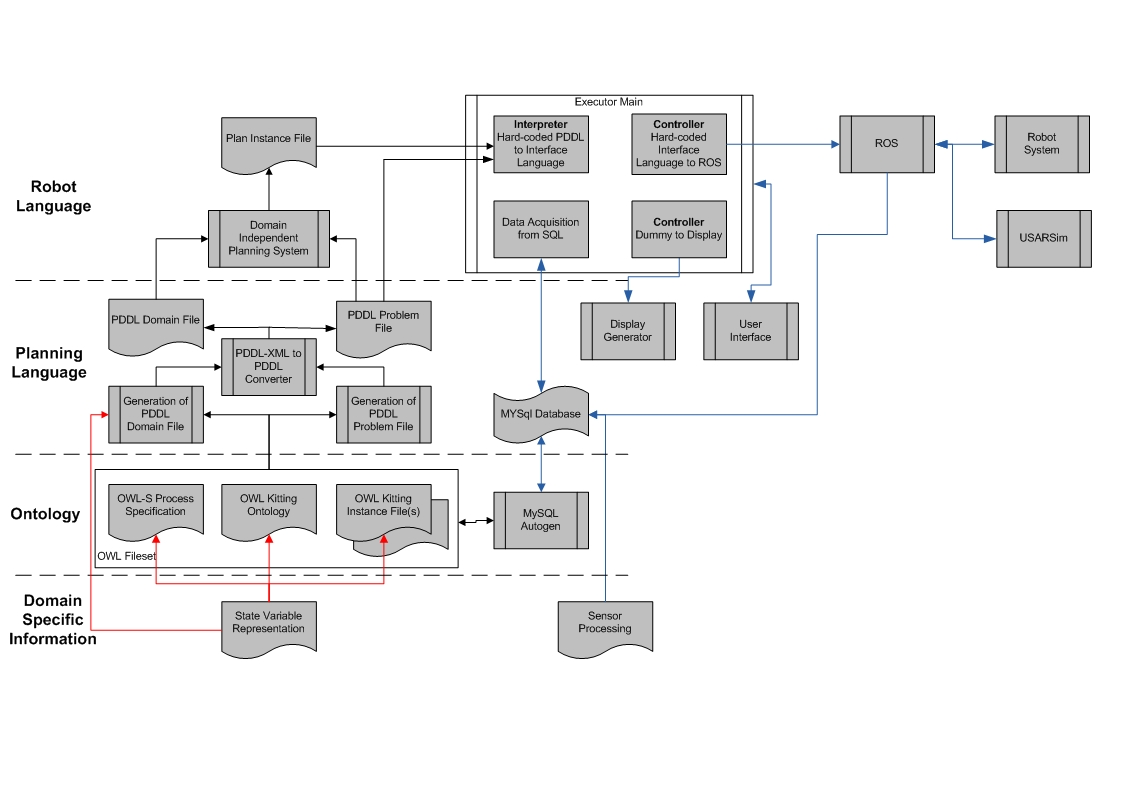 Executor Main
Plan Instance File
Interpreter
Hard-coded PDDL
to Interface
Language
Controller
Hard-coded
Interface
Language to ROS
ROS
Robot
System
Robot
Language
Domain
Independent
Planning System
Data Acquisition
from SQL
Controller
Dummy to Display
USARSim
PDDL Domain File
PDDL Problem
File
Display
Generator
User
Interface
Planning
Language
PDDL-XML to
PDDL
Converter
Generation of
PDDL
Domain File
Generation of
PDDL
Problem File
MYSql Database
Ontology
OWL-S Process
Specification
OWL Kitting
Ontology
OWL Kitting
Instance File(s)
MySQL
Autogen
OWL Fileset
Domain
Specific
Information
State Variable
Representation
Sensor
Processing